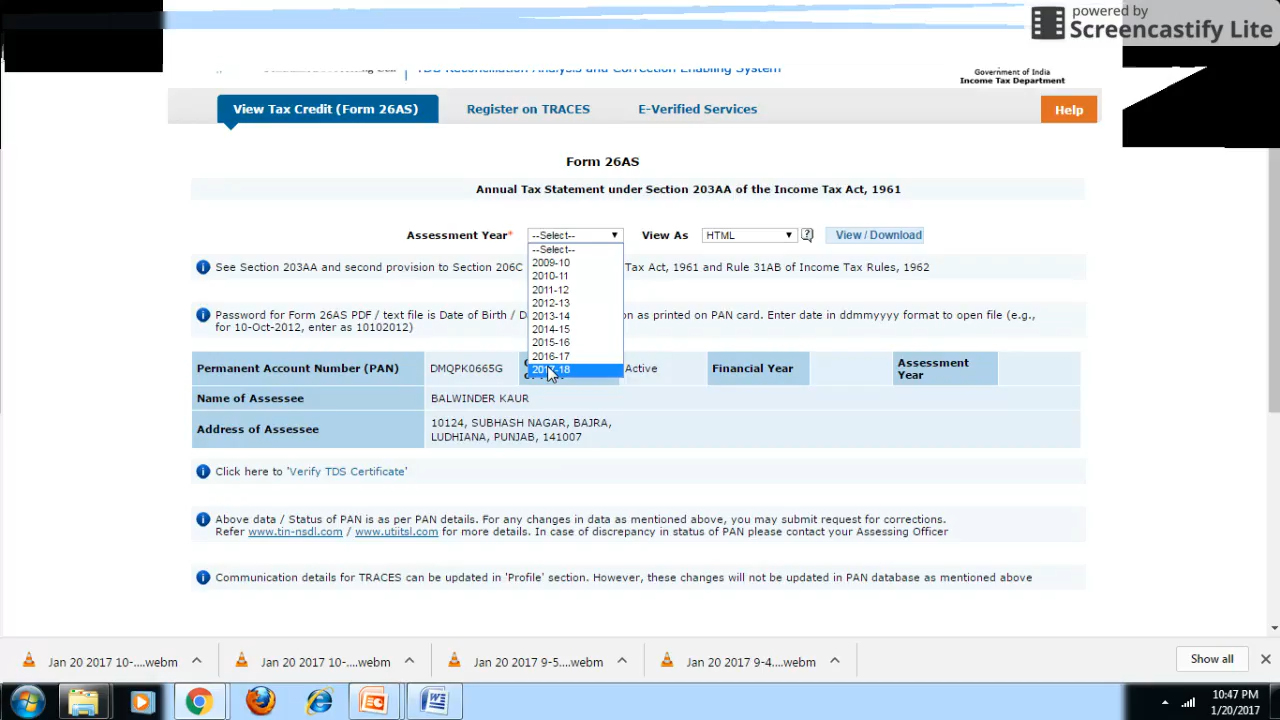 powered by
Screencastify Lite
TDS Reconciliation Analysis and Correction Enabling System
Government of India
Income Tax Department
View Tax Credit (Form 26AS) Register on TRACES E-Verified Services Help
Form 26AS
Annual Tax Statement under Section 203AA of the Income Tax Act, 1961
Assessment Year* --Select-- View As HTML View / Download
--Select--
2009-10
2010-11
2011-12
2012-13
2013-14
2014-15
2015-16
2016-17
2017-18
See Section 203AA and second provision to Section 206C Tax Act, 1961 and Rule 31AB of Income Tax Rules, 1962
Password for Form 26AS PDF / text file is Date of Birth / D on as printed on PAN card. Enter date in ddmmyyyy format to open file (e.g.,
for 10-Oct-2012, enter as 10102012)
Permanent Account Number (PAN) DMQPK0665G Active Financial Year Assessment
Year
Name of Assessee BALWINDER KAUR
Address of Assessee 10124, SUBHASH NAGAR, BAJRA,
LUDHIANA, PUNJAB, 141007
Click here to 'Verify TDS Certificate'
Above data / Status of PAN is as per PAN details. For any changes in data as mentioned above, you may submit request for corrections.
Refer www.tin-nsdl.com / www.utiitsl.com for more details. In case of discrepancy in status of PAN please contact your Assessing Officer
Communication details for TRACES can be updated in 'Profile' section. However, these changes will not be updated in PAN database as mentioned above
Jan 20 2017 10-....webm Jan 20 2017 10-....webm Jan 20 2017 9-5....webm Jan 20 2017 9-4....webm Show all
10:47 PM
1/20/2017